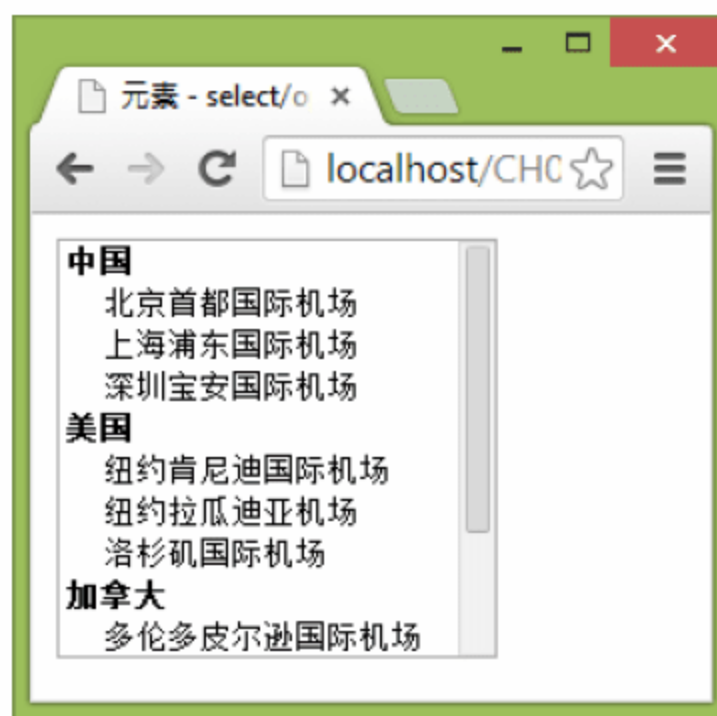 元素 - select/o
localhost/CHO
中国
北京首都国际机场
上海浦东国际机场
深圳宝安国际机场
美国
纽约肯尼迪国际机场
纽约拉瓜迪亚机场
洛杉矶国际机场
加拿大
多伦多皮尔逊国际机场